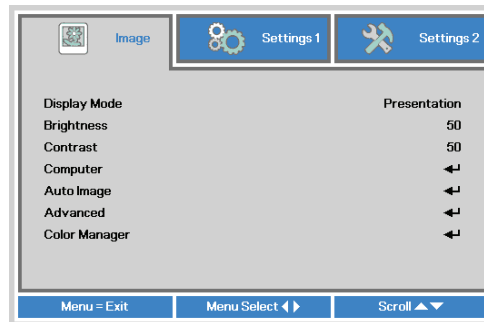 Image Settings 1 Settings 2
Display Mode Presentation
Brightness 50
Contrast 50
Computer
Auto Image
Advanced
Color Manager
Menu = Exit Menu Select Scroll